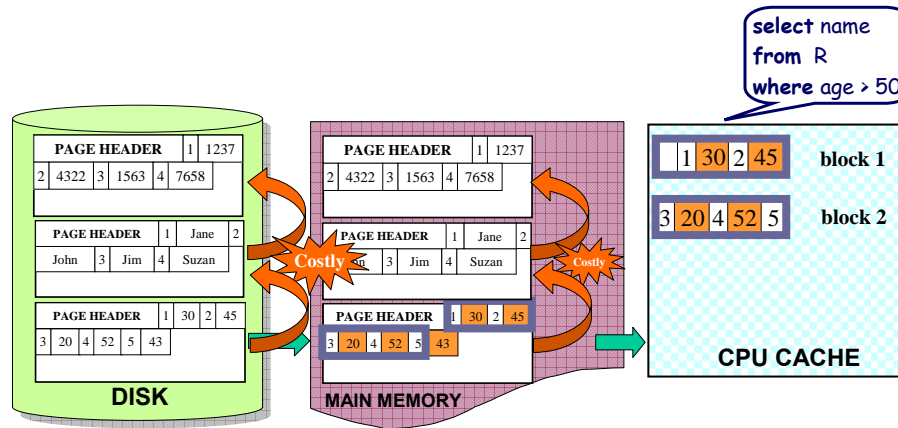 select name
from R
where age > 50
PAGE HEADER 1 1237
2 4322 3 1563 4 7658
PAGE HEADER 1 Jane 2
John 3 Jim 4 Suzan
PAGE HEADER 1 30 2 45
3 20 4 52 5 43
DISK
Costly
PAGE HEADER 1 1237
2 4322 3 1563 4 7658
PAGE HEADER 1 Jane 2
3 Jim 4 Suzan
Costly
PAGE HEADER 1 30 2 45
3 20 4 52 5 43
MAIN MEMORY
1 30 2 45 block 1
3 20 4 52 5 block 2
CPU CACHE